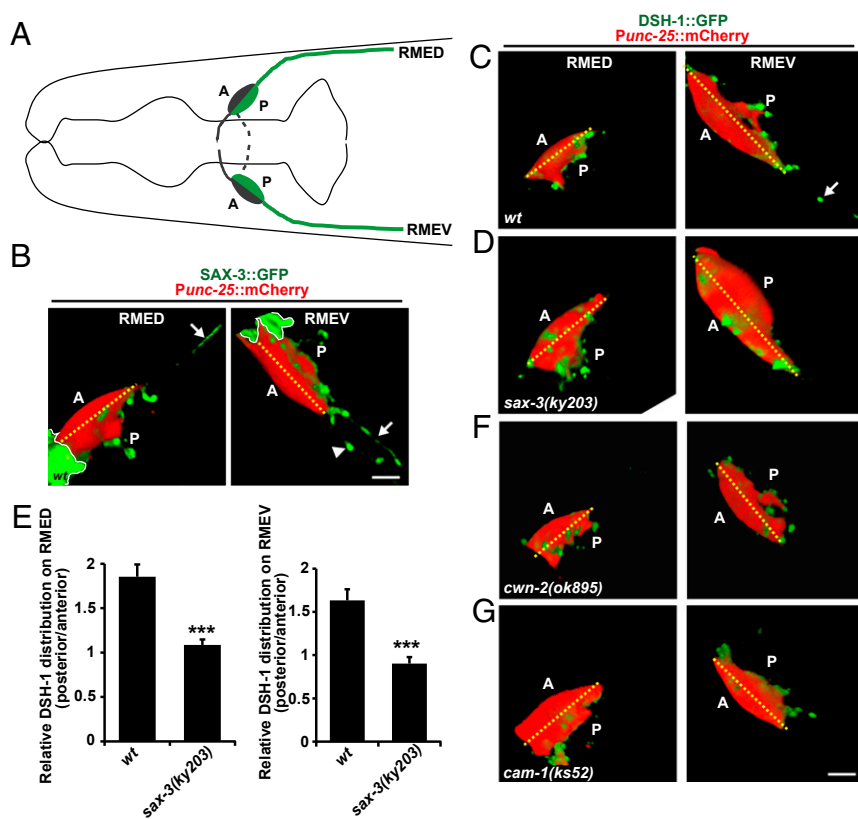 A
RMED
A
P
A
P
RMEV
B
SAX-3::GFP
Punc-25::mCherry
RMED
RMEV
A
P
wt
P
A
C
DSH-1::GFP
Punc-25::mCherry
RMED
RMEV
A
P
wt
P
A
D
A
P
sax-3(ky203)
P
A
E
Relative DSH-1 distribution on RMED
(posterior/anterior)
2
1.5
1
0.5
0
***
wt
sax-3(ky203)
Relative DSH-1 distribution on RMEV
(posterior/anterior)
2
1.5
1
0.5
0
***
wt
sax-3(ky203)
F
A
P
cwn-2(ok895)
P
A
G
A
P
cam-1(ks52)
P
A